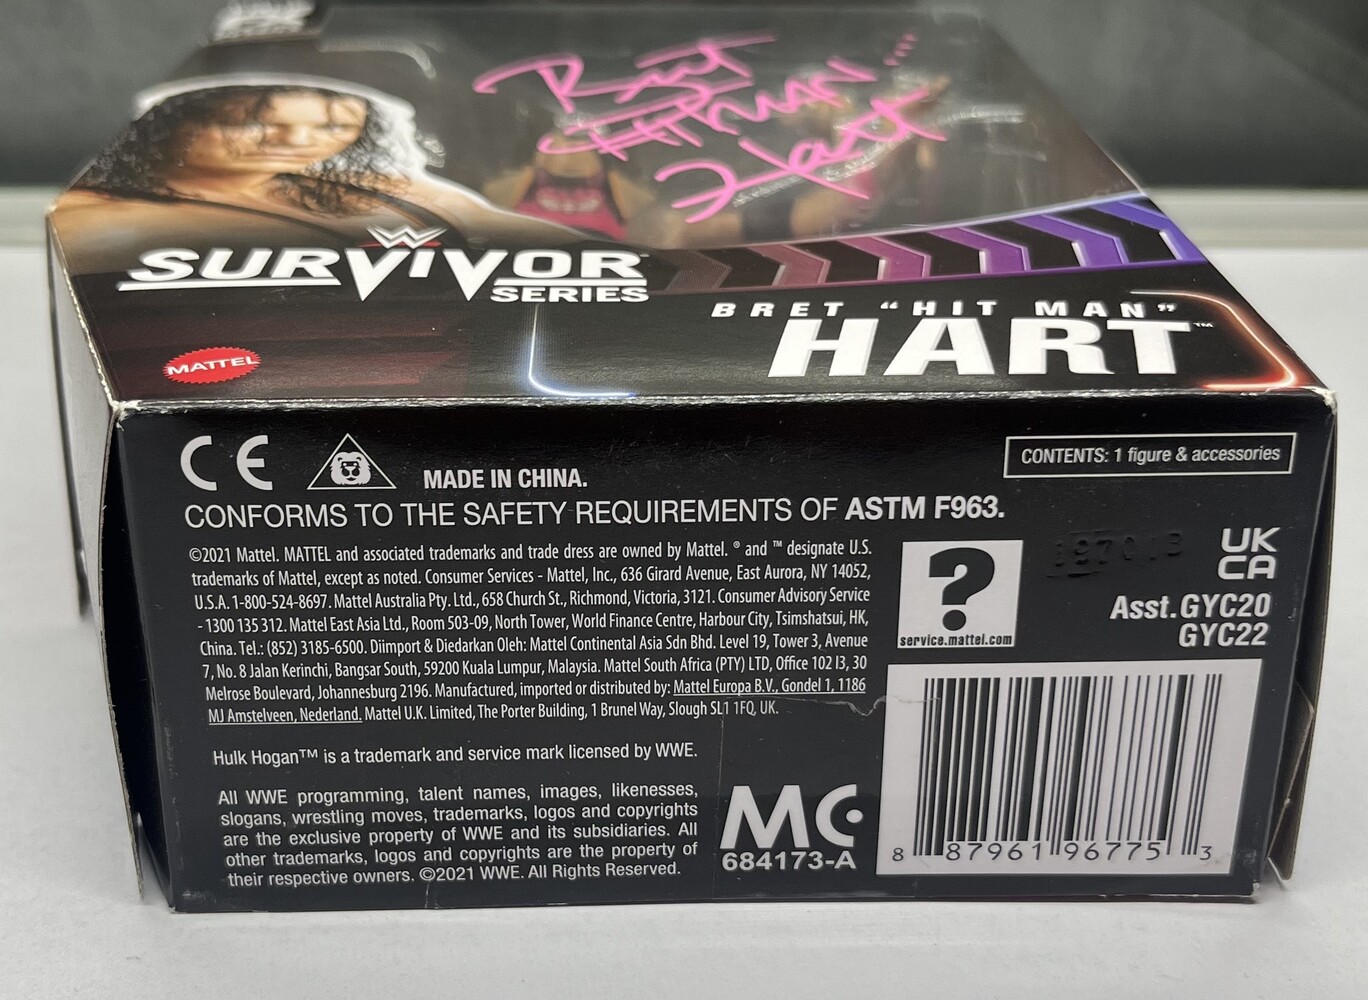 Bret
HITMAN....
Hart
W
SURVIVOR
SERIES
MATTEL
BRET "HIT MAN"
HART™
CE
MADE IN CHINA.
CONTENTS: 1 figure & accessories
CONFORMS TO THE SAFETY REQUIREMENTS OF ASTM F963.
©2021 Mattel. MATTEL and associated trademarks and trade dress are owned by Mattel. ® and ™ designate U.S.
trademarks of Mattel, except as noted. Consumer Services - Mattel, Inc., 636 Girard Avenue, East Aurora, NY 14052,
U.S.A. 1-800-524-8697. Mattel Australia Pty. Ltd., 658 Church St., Richmond, Victoria, 3121. Consumer Advisory Service
- 1300 135 312. Mattel East Asia Ltd., Room 503-09, North Tower, World Finance Centre, Harbour City, Tsimshatsui, HK,
China. Tel.: (852) 3185-6500. Diimport & Diedarkan Oleh: Mattel Continental Asia Sdn Bhd. Level 19, Tower 3, Avenue
7, No. 8 Jalan Kerinchi, Bangsar South, 59200 Kuala Lumpur, Malaysia. Mattel South Africa (PTY) LTD, Office 102 I3, 30
Melrose Boulevard, Johannesburg 2196. Manufactured, imported or distributed by: Mattel Europa B.V., Gondel 1, 1186
MJ Amstelveen, Nederland. Mattel U.K. Limited, The Porter Building, 1 Brunel Way, Slough SL1 1FQ, UK.
?
service.mattel.com
UK
CA
Asst. GYC20
GYC22
Hulk Hogan™ is a trademark and service mark licensed by WWE.
All WWE programming, talent names, images, likenesses,
slogans, wrestling moves, trademarks, logos and copyrights
are the exclusive property of WWE and its subsidiaries. All
other trademarks, logos and copyrights are the property of
their respective owners. ©2021 WWE. All Rights Reserved.
MC
684173-A
8 87961 96775 3